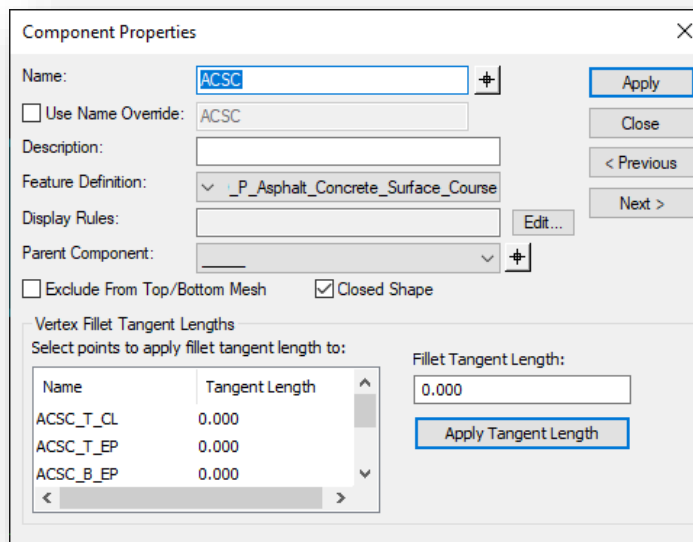 Component Properties
Name:
ACSC
Apply
Use Name Override:
ACSC
Close
Description:
< Previous
Feature Definition:
_P_Asphalt_Concrete_Surface_Course
Next >
Display Rules:
Edit...
Parent Component:
Exclude From Top/Bottom Mesh
Closed Shape
Vertex Fillet Tangent Lengths
Select points to apply fillet tangent length to:
Fillet Tangent Length:
Name Tangent Length
0.000
ACSC_T_CL 0.000
Apply Tangent Length
ACSC_T_EP 0.000
ACSC_B_EP 0.000